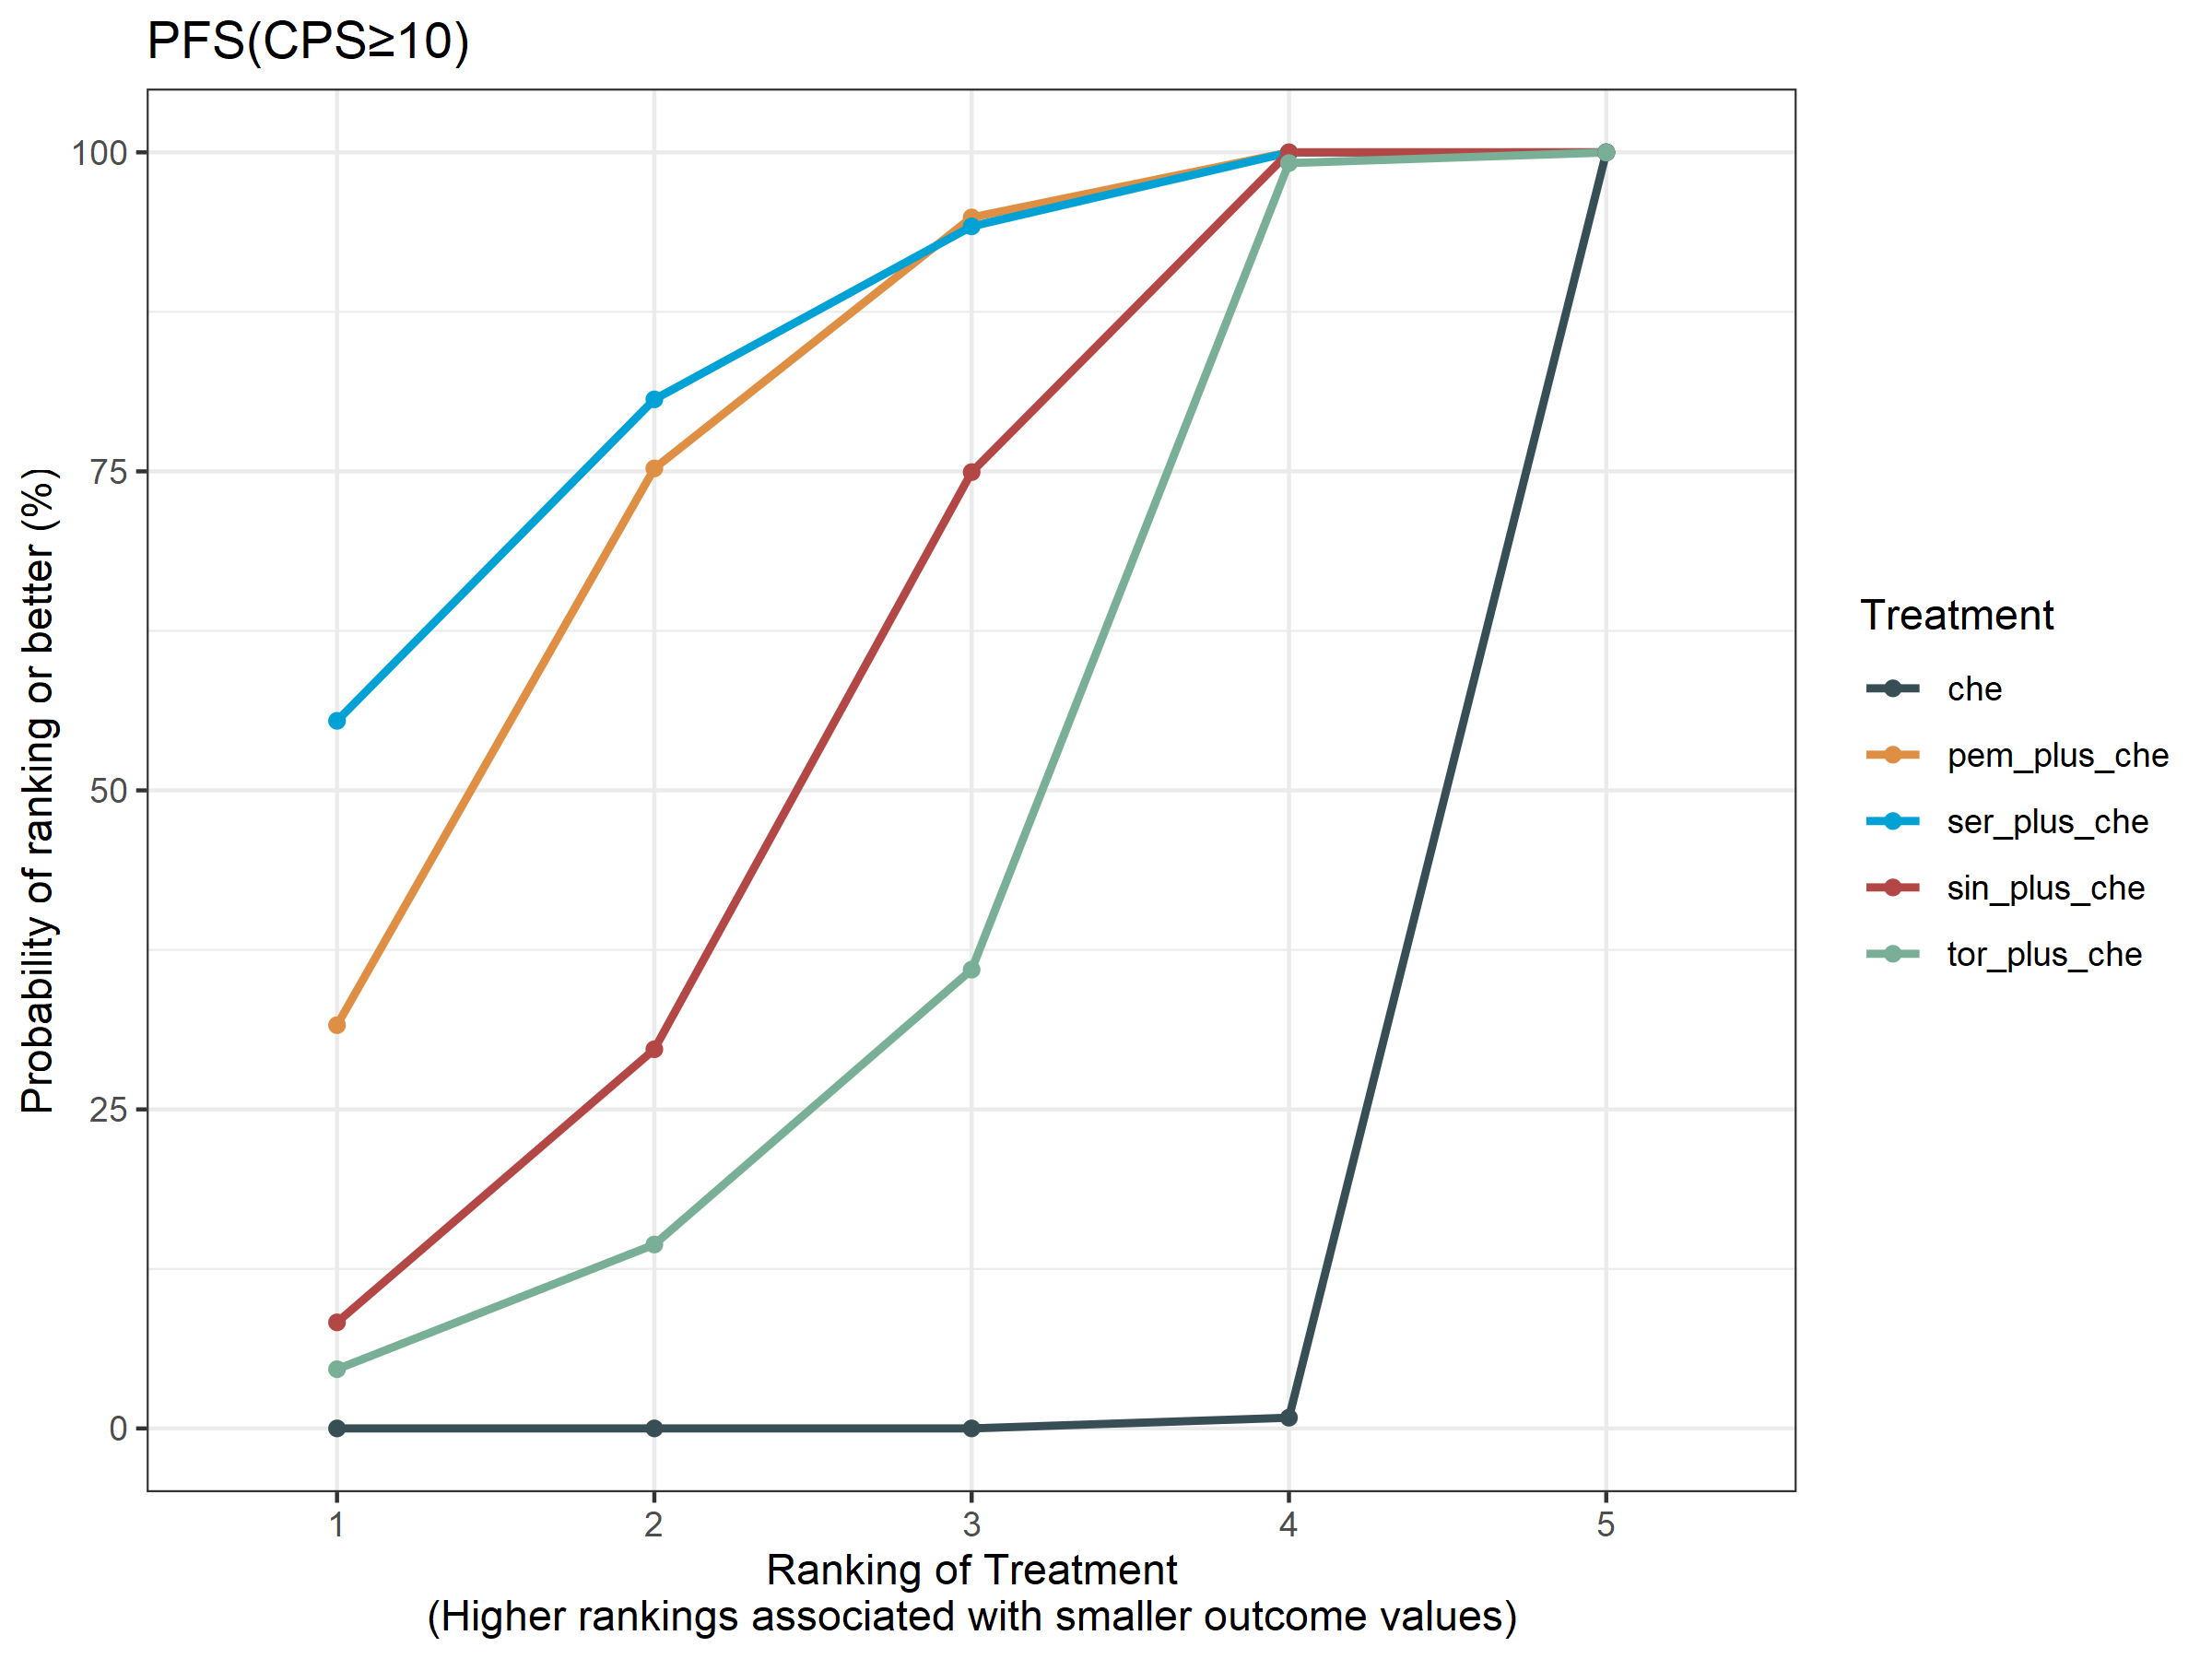 PFS(CPS≥10)
Probability of ranking or better (%)
100
75
50
25
0
1 2 3 4 5
Ranking of Treatment
(Higher rankings associated with smaller outcome values)
Treatment
che
pem_plus_che
ser_plus_che
sin_plus_che
tor_plus_che